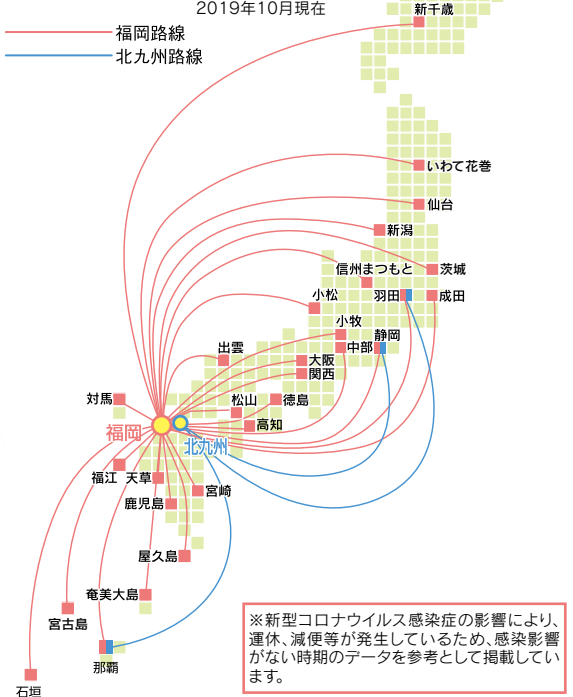 2019年10月現在
福岡路線
北九州路線
新千歳
いわて花巻
仙台
新潟
信州まつもと
茨城
小松
羽田
成田
小牧
静岡
中部
出雲
大阪
関西
対馬
松山
徳島
高知
福岡
北九州
福江
天草
宮崎
鹿児島
屋久島
奄美大島
宮古島
那覇
石垣
※新型コロナウイルス感染症の影響により、
運休、減便等が発生しているため、感染影響
がない時期のデータを参考として掲載してい
ます。